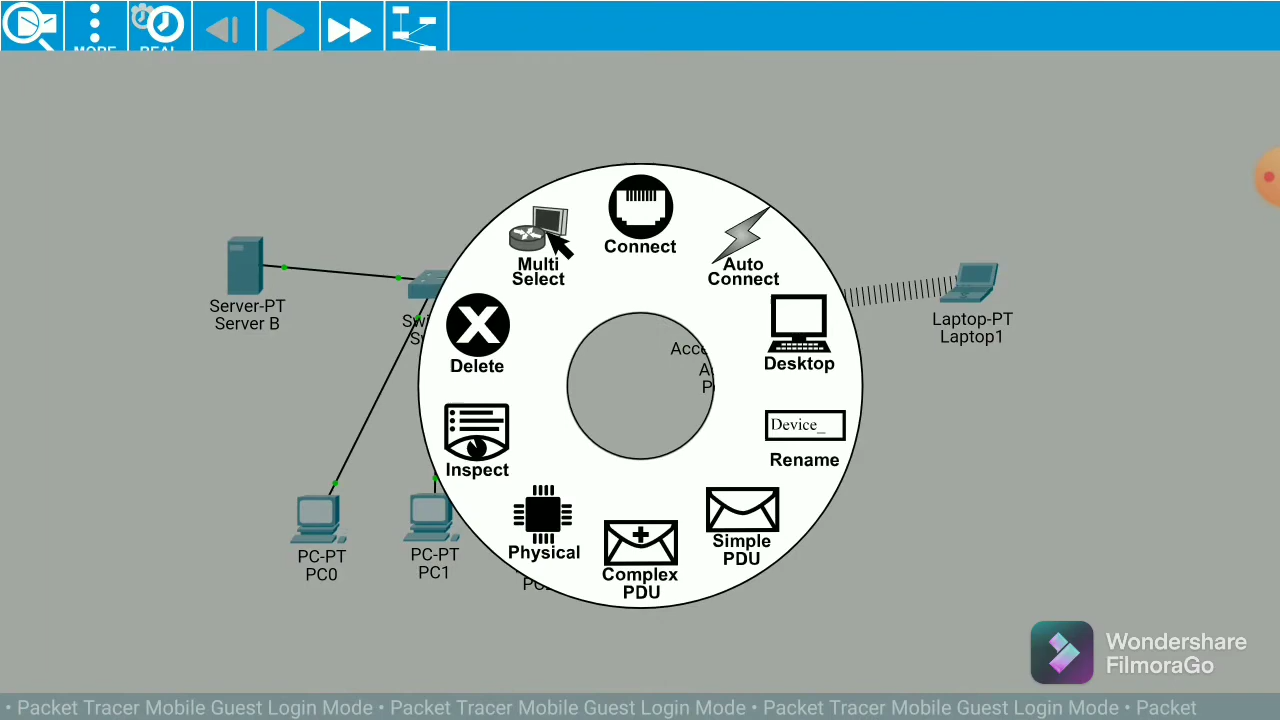 Connect
Multi
Select
Auto
Connect
Server-PT
Server B
Laptop-PT
Laptop1
Delete
Desktop
Device_
Rename
Inspect
Physical
Simple
PDU
Complex
PDU
PC-PT
PC0
PC-PT
PC1
Wondershare
FilmoraGo
• Packet Tracer Mobile Guest Login Mode • Packet Tracer Mobile Guest Login Mode • Packet Tracer Mobile Guest Login Mode • Packet